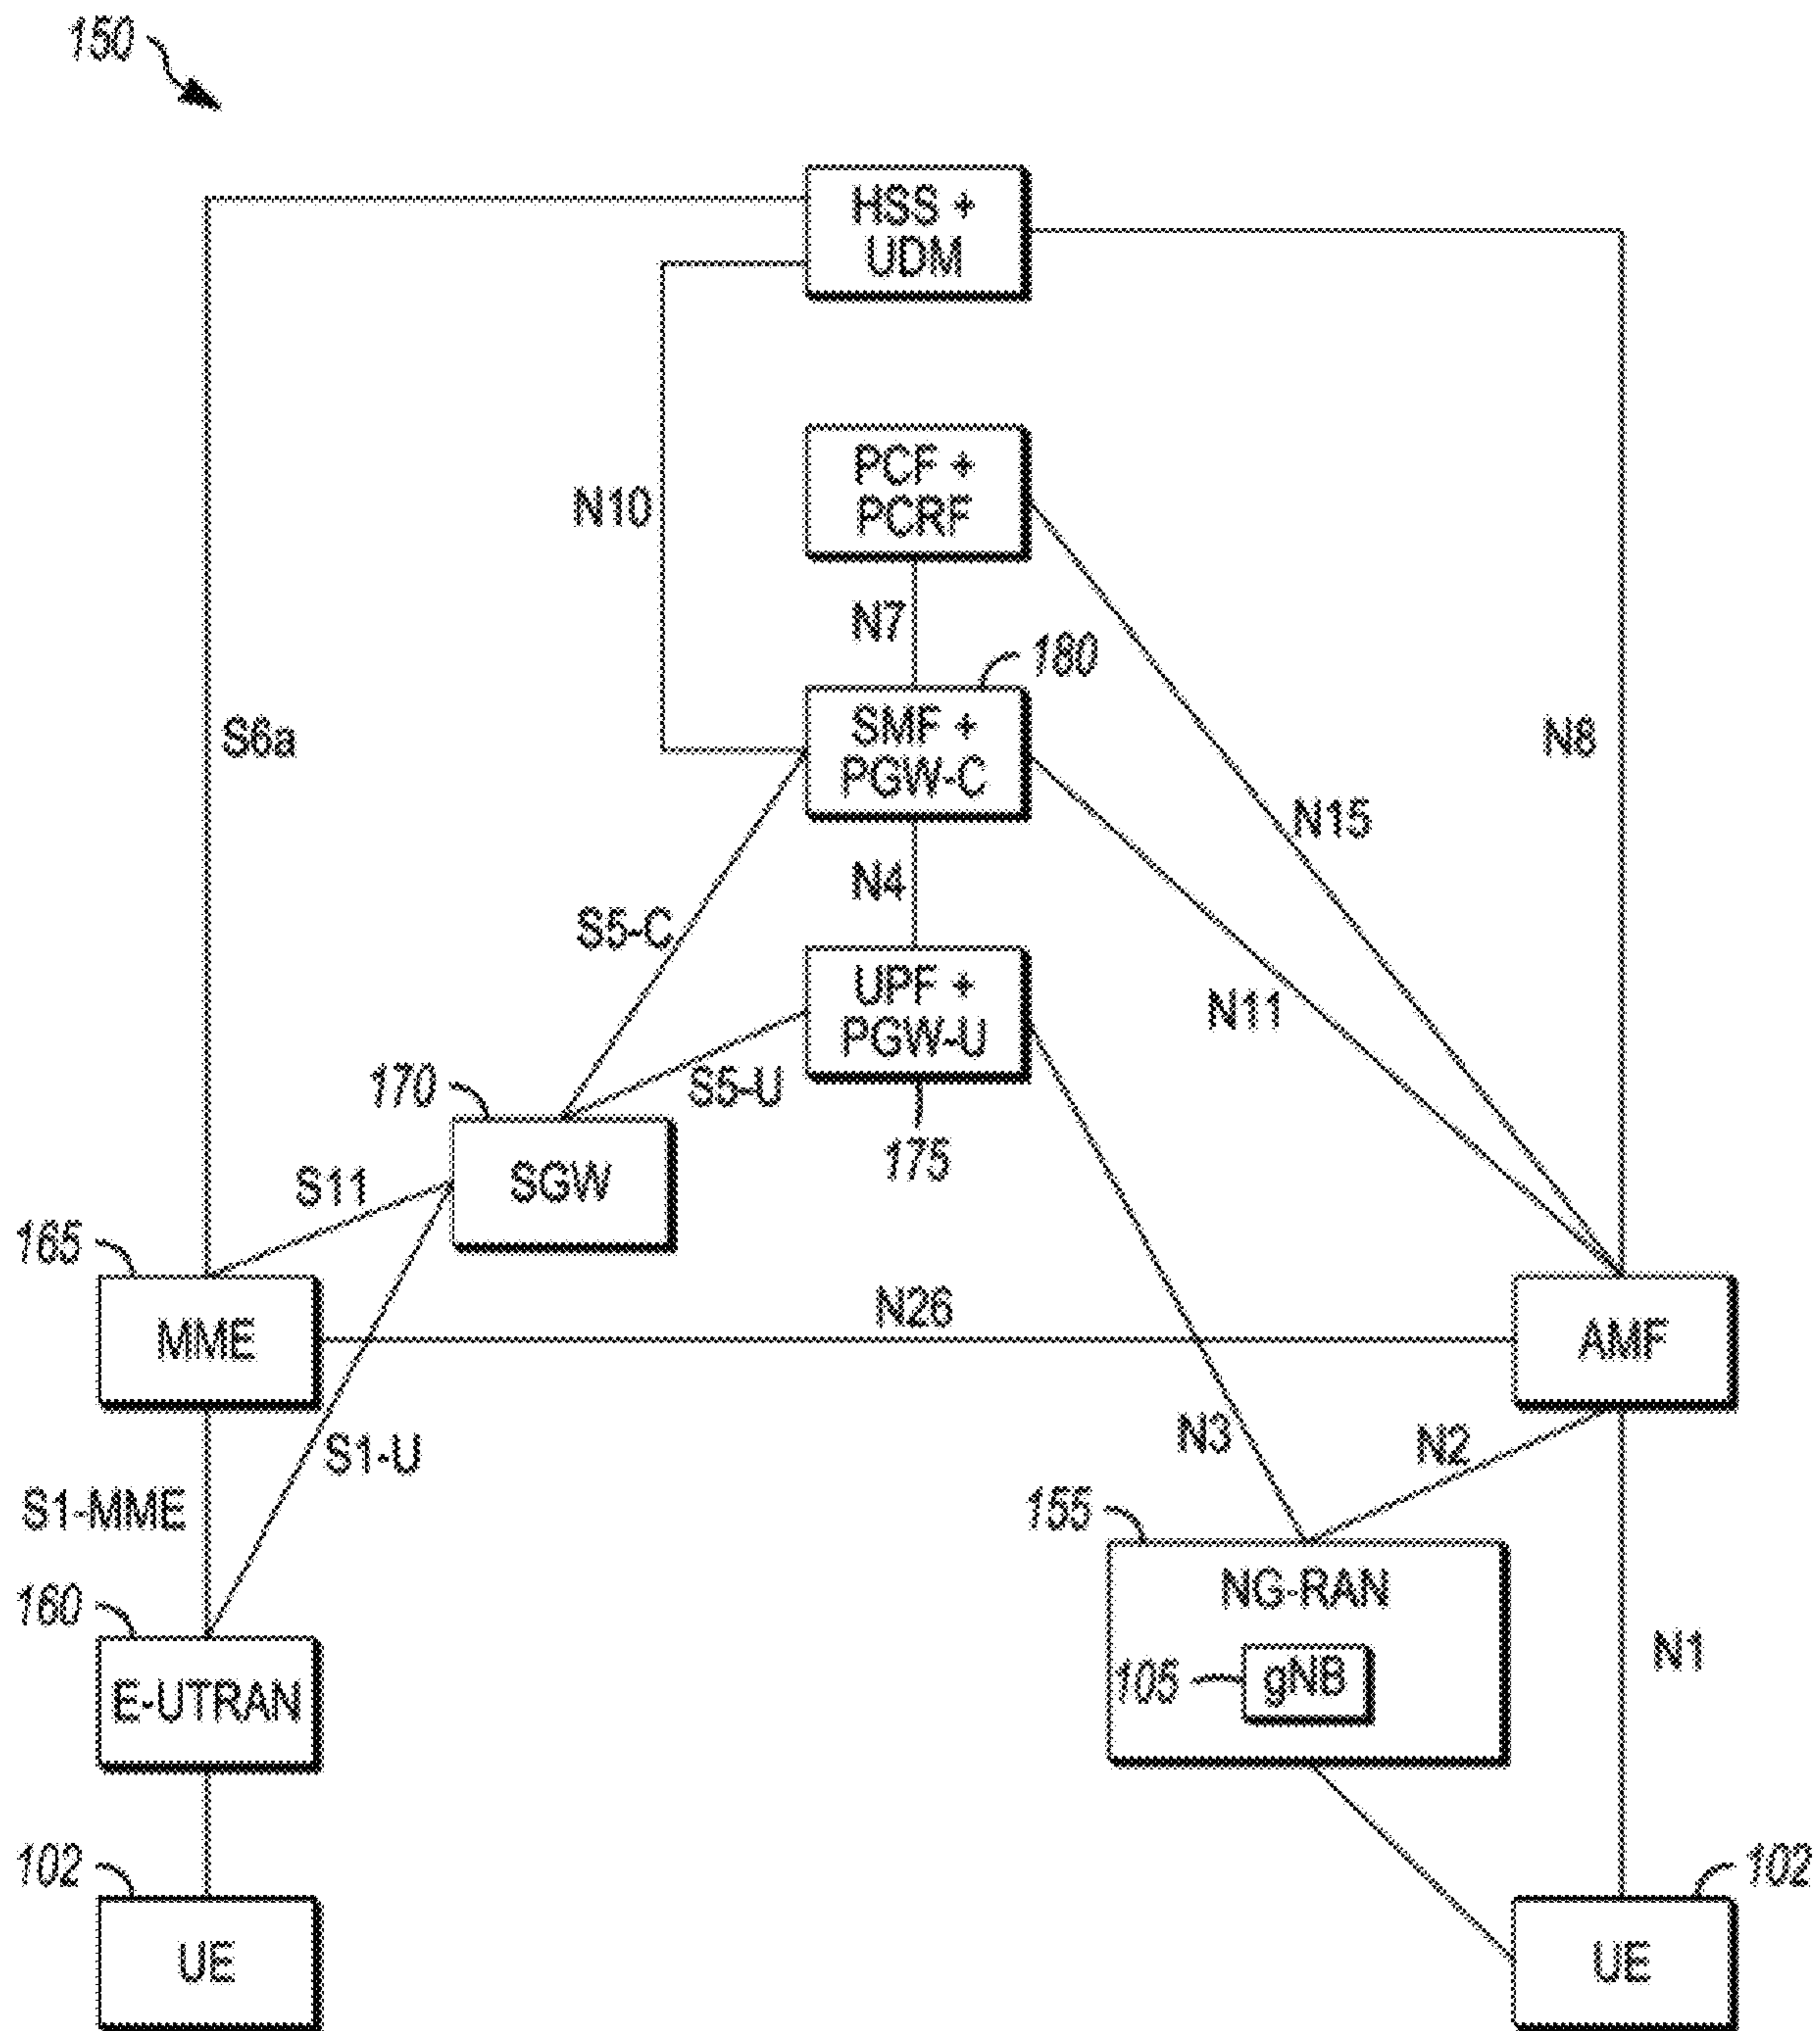 150
HSS +
UDM
PCF +
PCRF
N10
N7
180
SMF +
PGW-C
S6a
N8
N15
N4
S5-C
UPF +
PGW-U
N11
S5-U
170
175
SGW
S11
165
MME
N26
AMF
S1-U
N3
N2
S1-MME
155
NG-RAN
160
E-UTRAN
105
gNB
N1
102
UE
102
UE